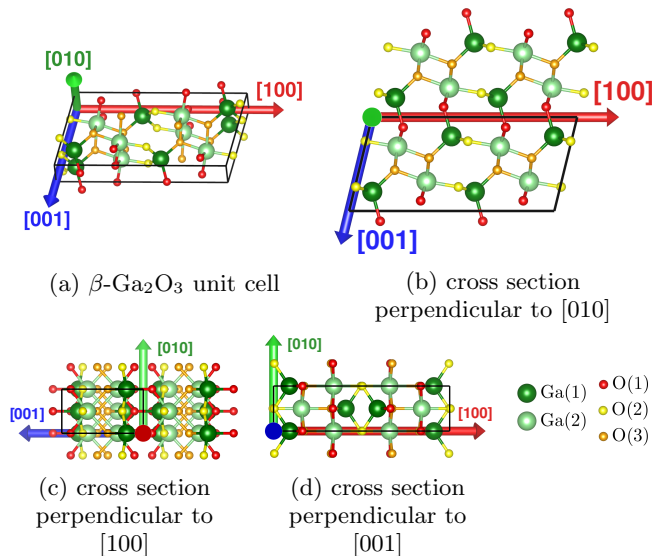 [010]
[100]
[001]
(a) β-Ga₂O₃ unit cell
[100]
[001]
(b) cross section
perpendicular to [010]
[010]
[001]
(c) cross section
perpendicular to
[100]
[010]
[100]
(d) cross section
perpendicular to
[001]
Ga(1)
Ga(2)
O(1)
O(2)
O(3)